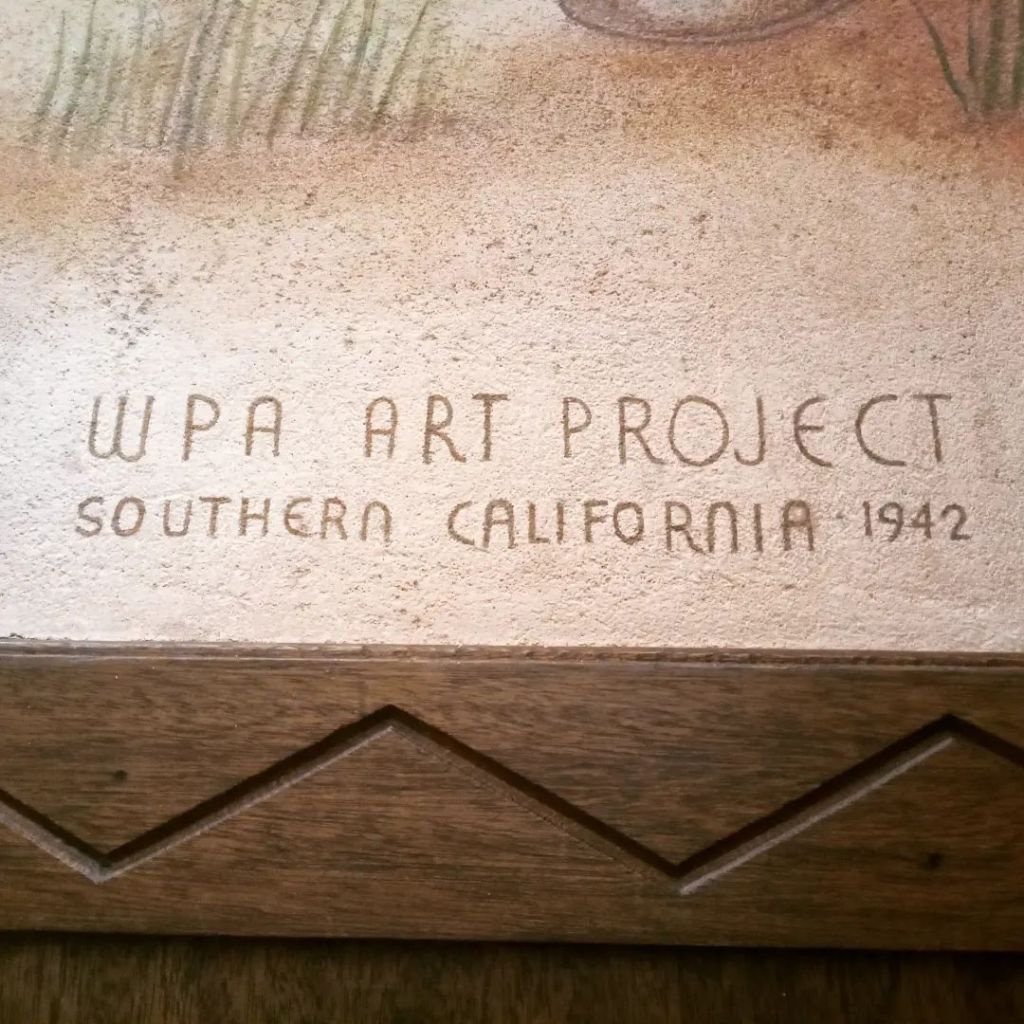 WPA ART PROJECT
SOUTHERN CALIFORNIA · 1942